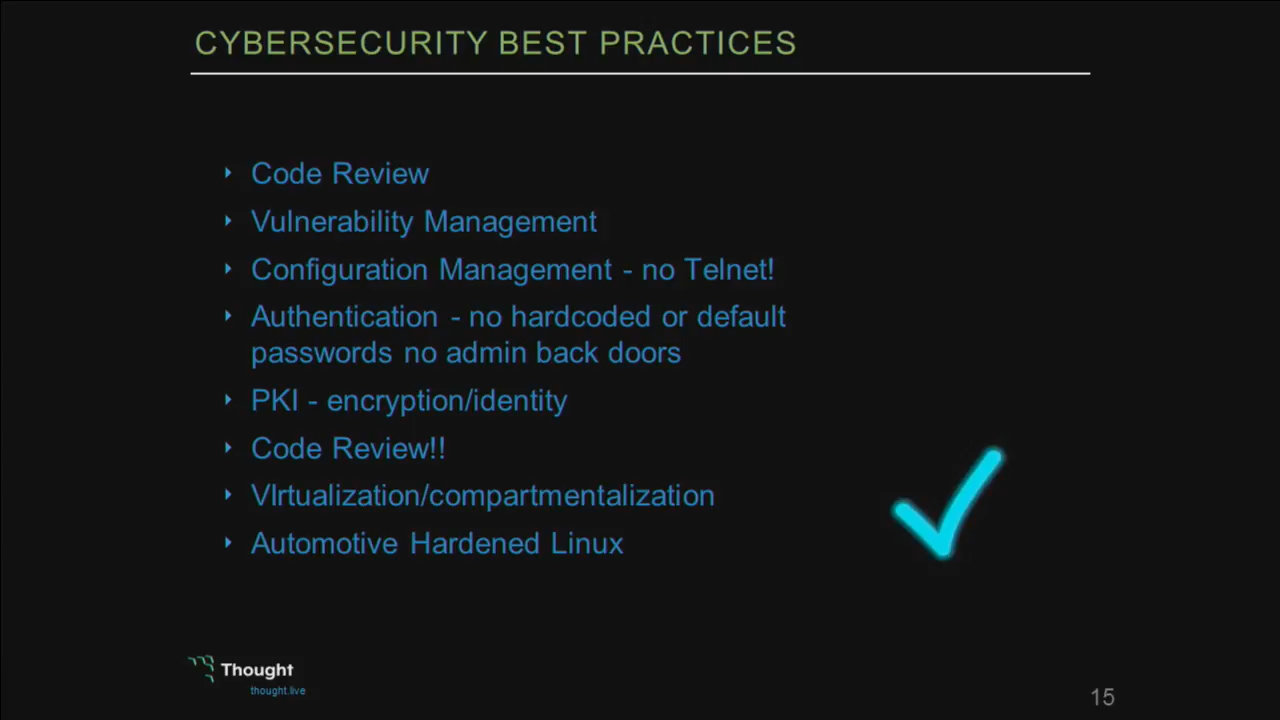 CYBERSECURITY BEST PRACTICES
Code Review
Vulnerability Management
Configuration Management - no Telnet!
Authentication - no hardcoded or default
passwords no admin back doors
PKI - encryption/identity
Code Review!!
VIrtualization/compartmentalization
Automotive Hardened Linux
Thought
thought.live
15